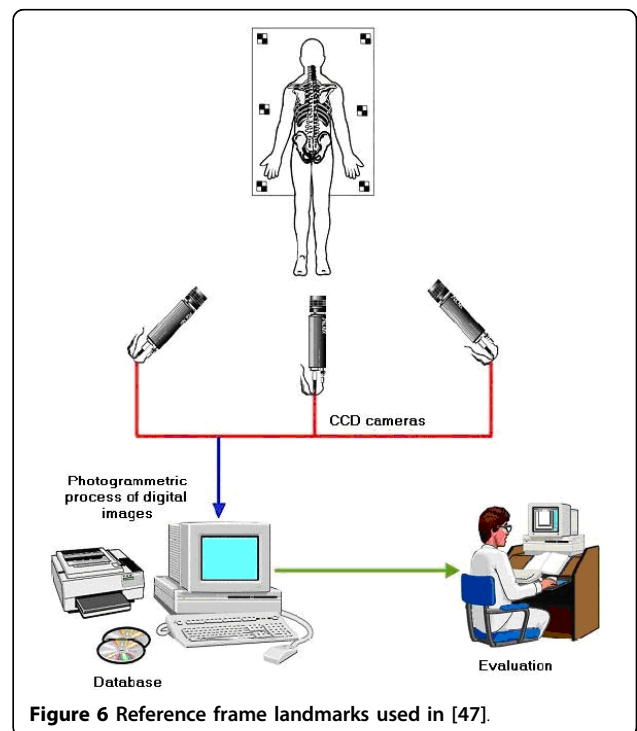 CCD cameras
Photogrammetric
process of digital
images
Database
Evaluation
Figure 6 Reference frame landmarks used in [47].